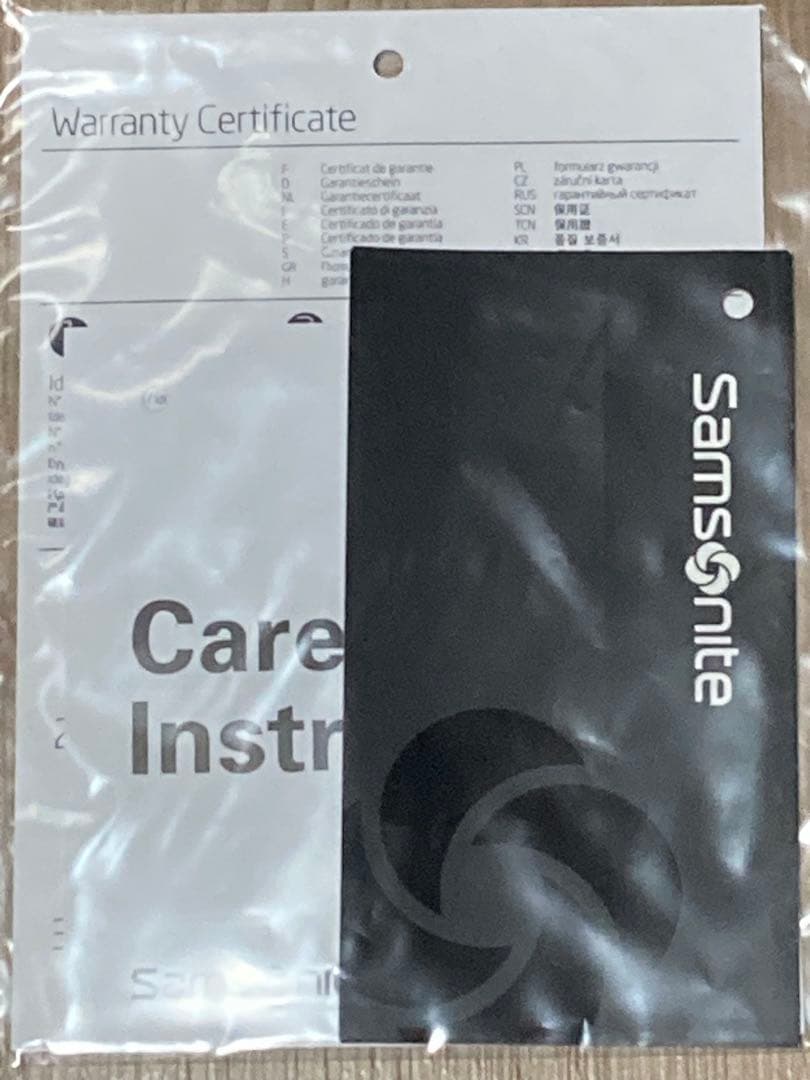 Warranty Certificate
F Certificat de garantie
D Garantieschein
NL Garantiecertificaat
I Certificato di garanzia
E Certificado de garantía
P Certificado de garantia
S
GR
H
PL formularz gwarancji
CZ záruční karta
RUS гарантийный сертификат
SCN 保用证
TCN 保用證
KR 품질 보증서
Id
Care
Instr
Samsonite